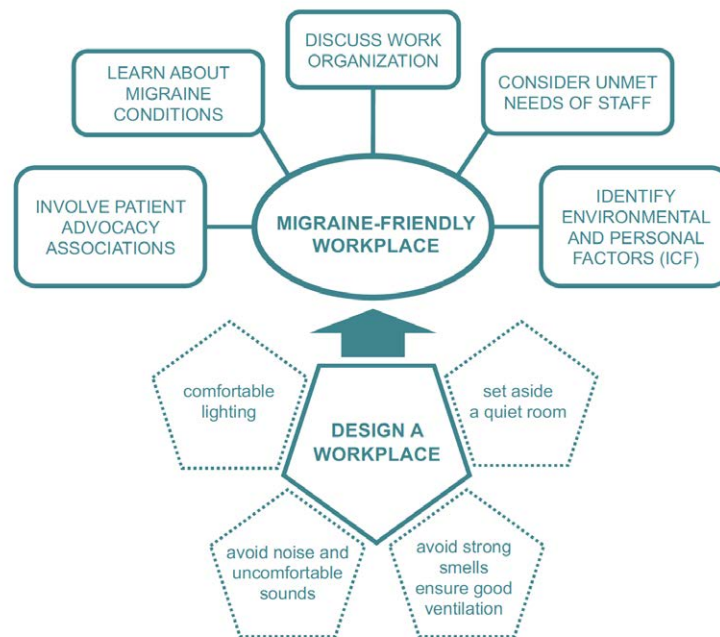 DISCUSS WORK
ORGANIZATION
LEARN ABOUT
MIGRAINE
CONDITIONS
CONSIDER UNMET
NEEDS OF STAFF
INVOLVE PATIENT
ADVOCACY
ASSOCIATIONS
MIGRAINE-FRIENDLY
WORKPLACE
IDENTIFY
ENVIRONMENTAL
AND PERSONAL
FACTORS (ICF)
comfortable
lighting
set aside
a quiet room
DESIGN A
WORKPLACE
avoid noise and
uncomfortable
sounds
avoid strong
smells
ensure good
ventilation